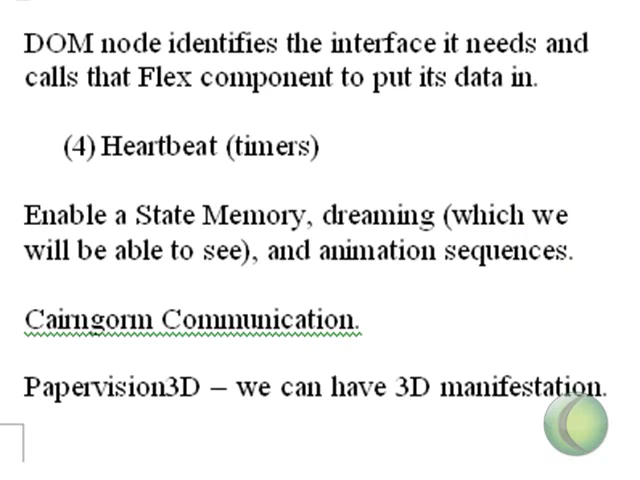 DOM node identifies the interface it needs and
calls that Flex component to put its data in.
(4) Heartbeat (timers)
Enable a State Memory, dreaming (which we
will be able to see), and animation sequences.
Cairngorm Communication.
Papervision3D – we can have 3D manifestation.